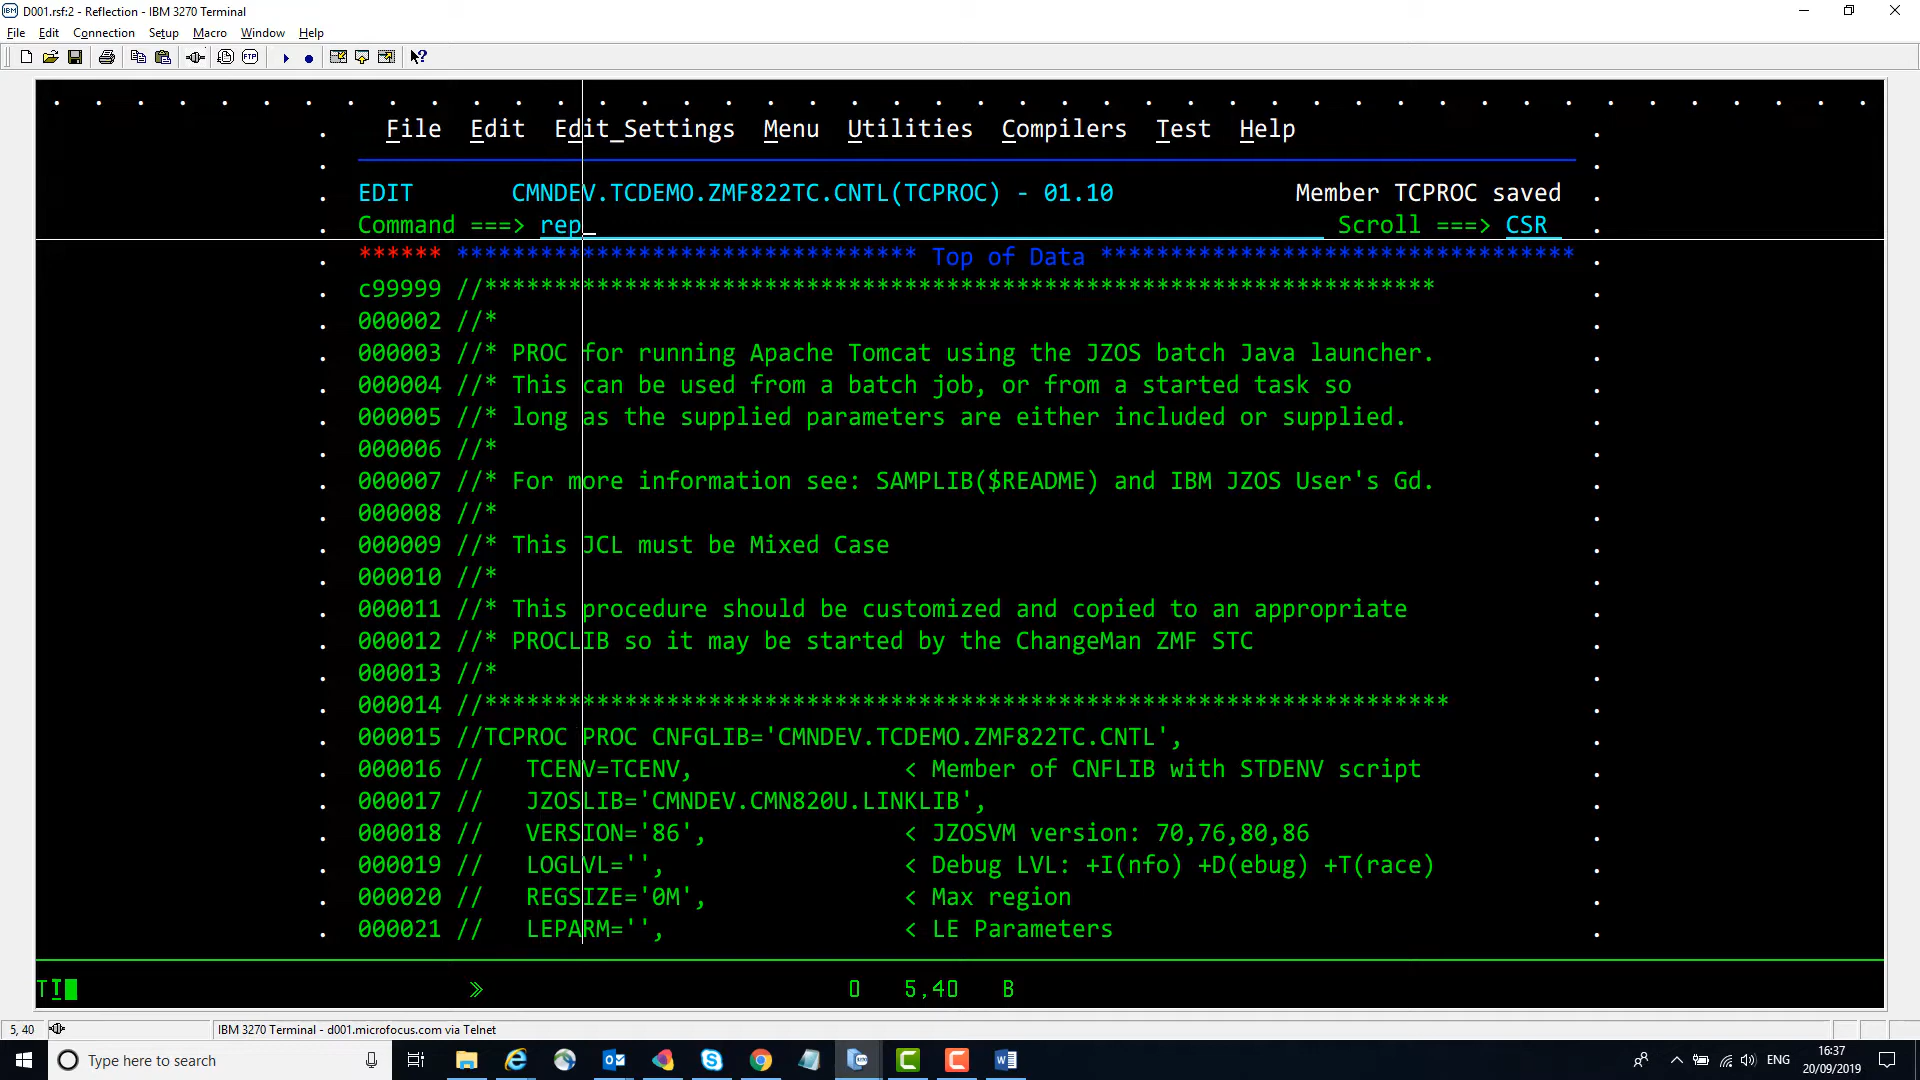 D001.rsf:2 - Reflection - IBM 3270 Terminal
File Edit Connection Setup Macro Window Help
File Edit Edit_Settings Menu Utilities Compilers Test Help
EDIT CMNDEV.TCDEMO.ZMF822TC.CNTL(TCPROC) - 01.10 Member TCPROC saved
Command ===> rep_ Scroll ===> CSR
****** ********************************* Top of Data **********************************
c99999 //********************************************************************
000002 //*
000003 //* PROC for running Apache Tomcat using the JZOS batch Java launcher.
000004 //* This can be used from a batch job, or from a started task so
000005 //* long as the supplied parameters are either included or supplied.
000006 //*
000007 //* For more information see: SAMPLIB($README) and IBM JZOS User's Gd.
000008 //*
000009 //* This JCL must be Mixed Case
000010 //*
000011 //* This procedure should be customized and copied to an appropriate
000012 //* PROCLIB so it may be started by the ChangeMan ZMF STC
000013 //*
000014 //*********************************************************************
000015 //TCPROC PROC CNFGLIB='CMNDEV.TCDEMO.ZMF822TC.CNTL',
000016 // TCENV=TCENV, < Member of CNFLIB with STDENV script
000017 // JZOSLIB='CMNDEV.CMN820U.LINKLIB',
000018 // VERSION='86', < JZOSVM version: 70,76,80,86
000019 // LOGLVL='', < Debug LVL: +I(nfo) +D(ebug) +T(race)
000020 // REGSIZE='0M', < Max region
000021 // LEPARM='', < LE Parameters
5,40 B
5, 40 IBM 3270 Terminal - d001.microfocus.com via Telnet
Type here to search ENG 16:37
20/09/2019